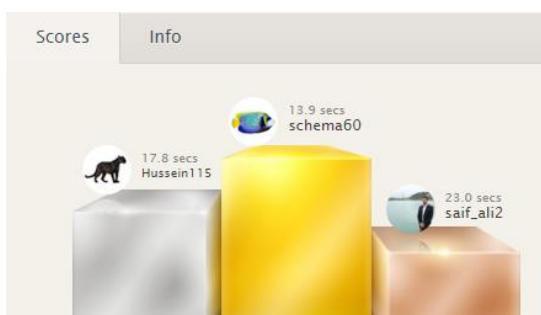 Scores
Info
13.9 secs
schema60
17.8 secs
Hussein115
23.0 secs
saif_ali2